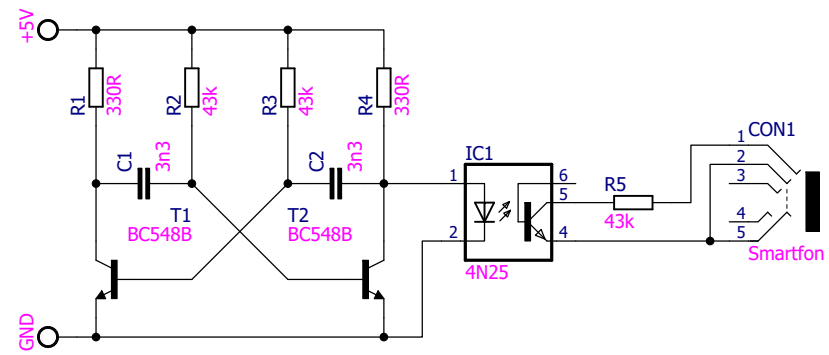 +5V
R1
330R
R2
43k
R3
43k
R4
330R
C1
3n3
C2
3n3
T1
BC548B
T2
BC548B
IC1
1
2
6
5
4
4N25
R5
43k
CON1
1
2
3
4
5
Smartfon
GND